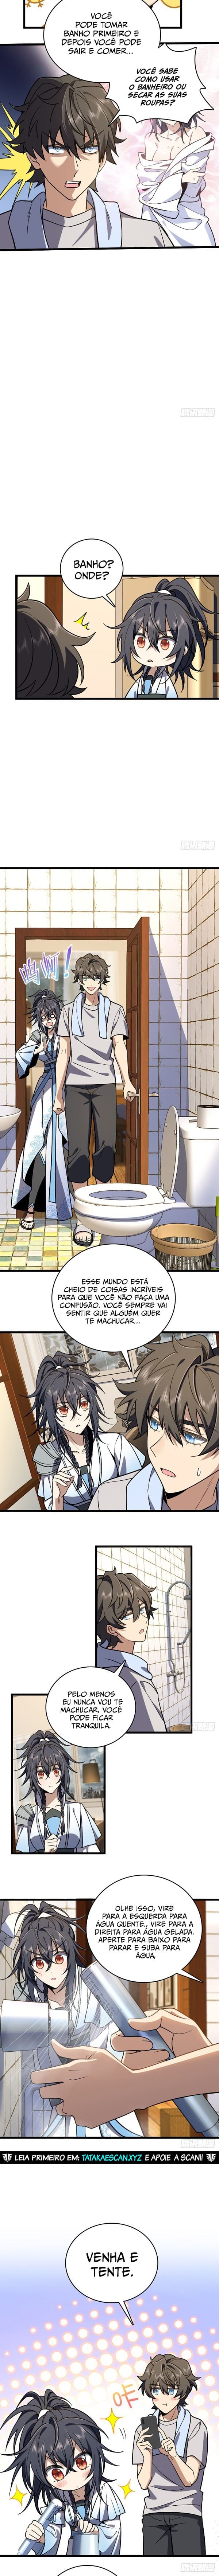 VOCÊ
PODE TOMAR
BANHO PRIMEIRO E
DEPOIS VOCÊ PODE
SAIR E COMER...
VOCÊ SABE
COMO USAR
O BANHEIRO OU
SECAR AS SUAS
ROUPAS?
BANHO?
ONDE?
ESSE MUNDO ESTÁ
CHEIO DE COISAS INCRÍVEIS
PARA QUE VOCÊ NÃO FAÇA UMA
CONFUSÃO. VOCÊ SEMPRE VAI
SENTIR QUE ALGUÉM QUER
TE MACHUCAR...
PELO MENOS
EU NUNCA VOU TE
MACHUCAR, VOCÊ
PODE FICAR
TRANQUILA.
OLHE ISSO, VIRE
PARA A ESQUERDA PARA
ÁGUA QUENTE., VIRE PARA A
DIREITA PARA ÁGUA GELADA.
APERTE PARA BAIXO PARA
PARAR E SUBA PARA
ÁGUA.
LEIA PRIMEIRO EM: TATAKAESCAN.XYZ E APOIE A SCAN!!
VENHA E
TENTE.